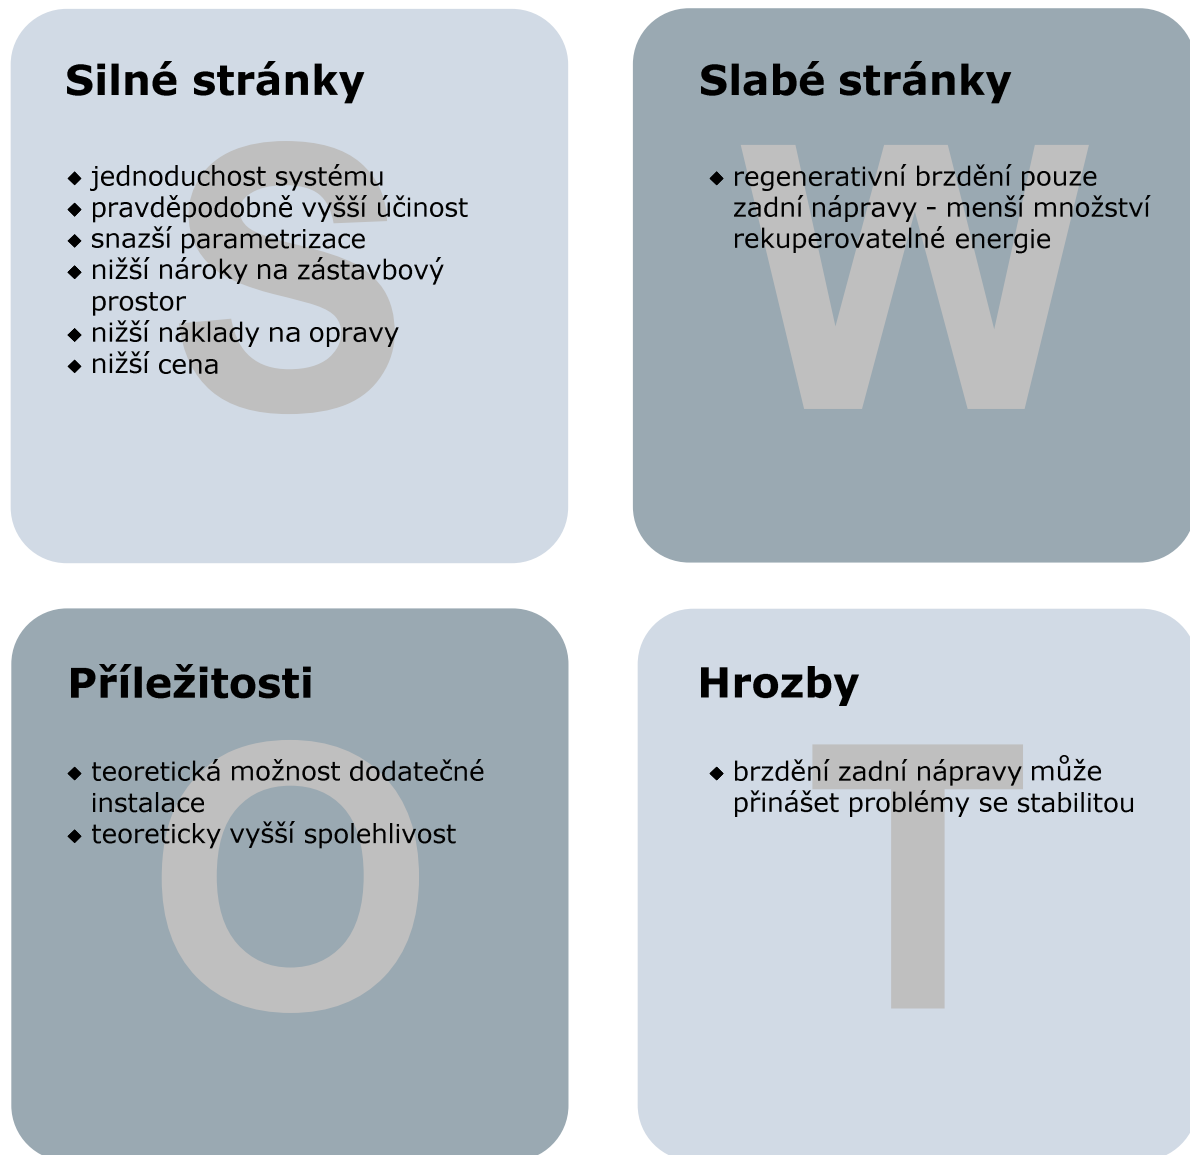 Silné stránky
S
◆ jednoduchost systému
◆ pravděpodobně vyšší účinost
◆ snazší parametrizace
◆ nižší nároky na zástavbový
prostor
◆ nižší náklady na opravy
◆ nižší cena
Slabé stránky
W
◆ regenerativní brzdění pouze
zadní nápravy - menší množství
rekuperovatelné energie
Příležitosti
O
◆ teoretická možnost dodatečné
instalace
◆ teoreticky vyšší spolehlivost
Hrozby
T
◆ brzdění zadní nápravy může
přinášet problémy se stabilitou